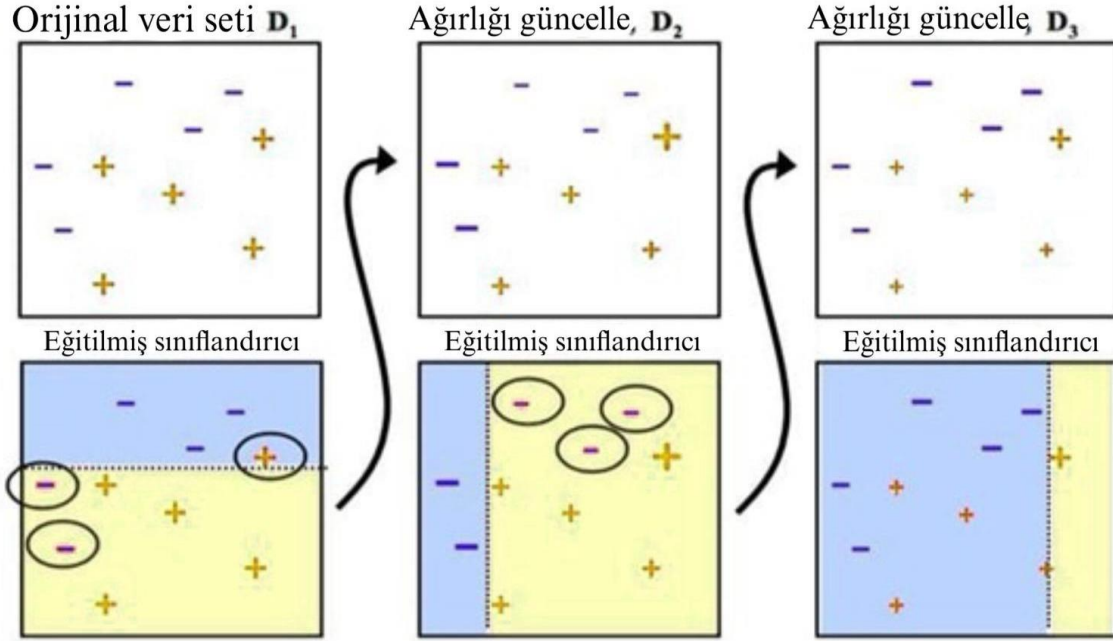 Orijinal veri seti D₁
Ağırlığı güncelle, D₂
Ağırlığı güncelle, D₃
Eğitilmiş sınıflandırıcı
Eğitilmiş sınıflandırıcı
Eğitilmiş sınıflandırıcı